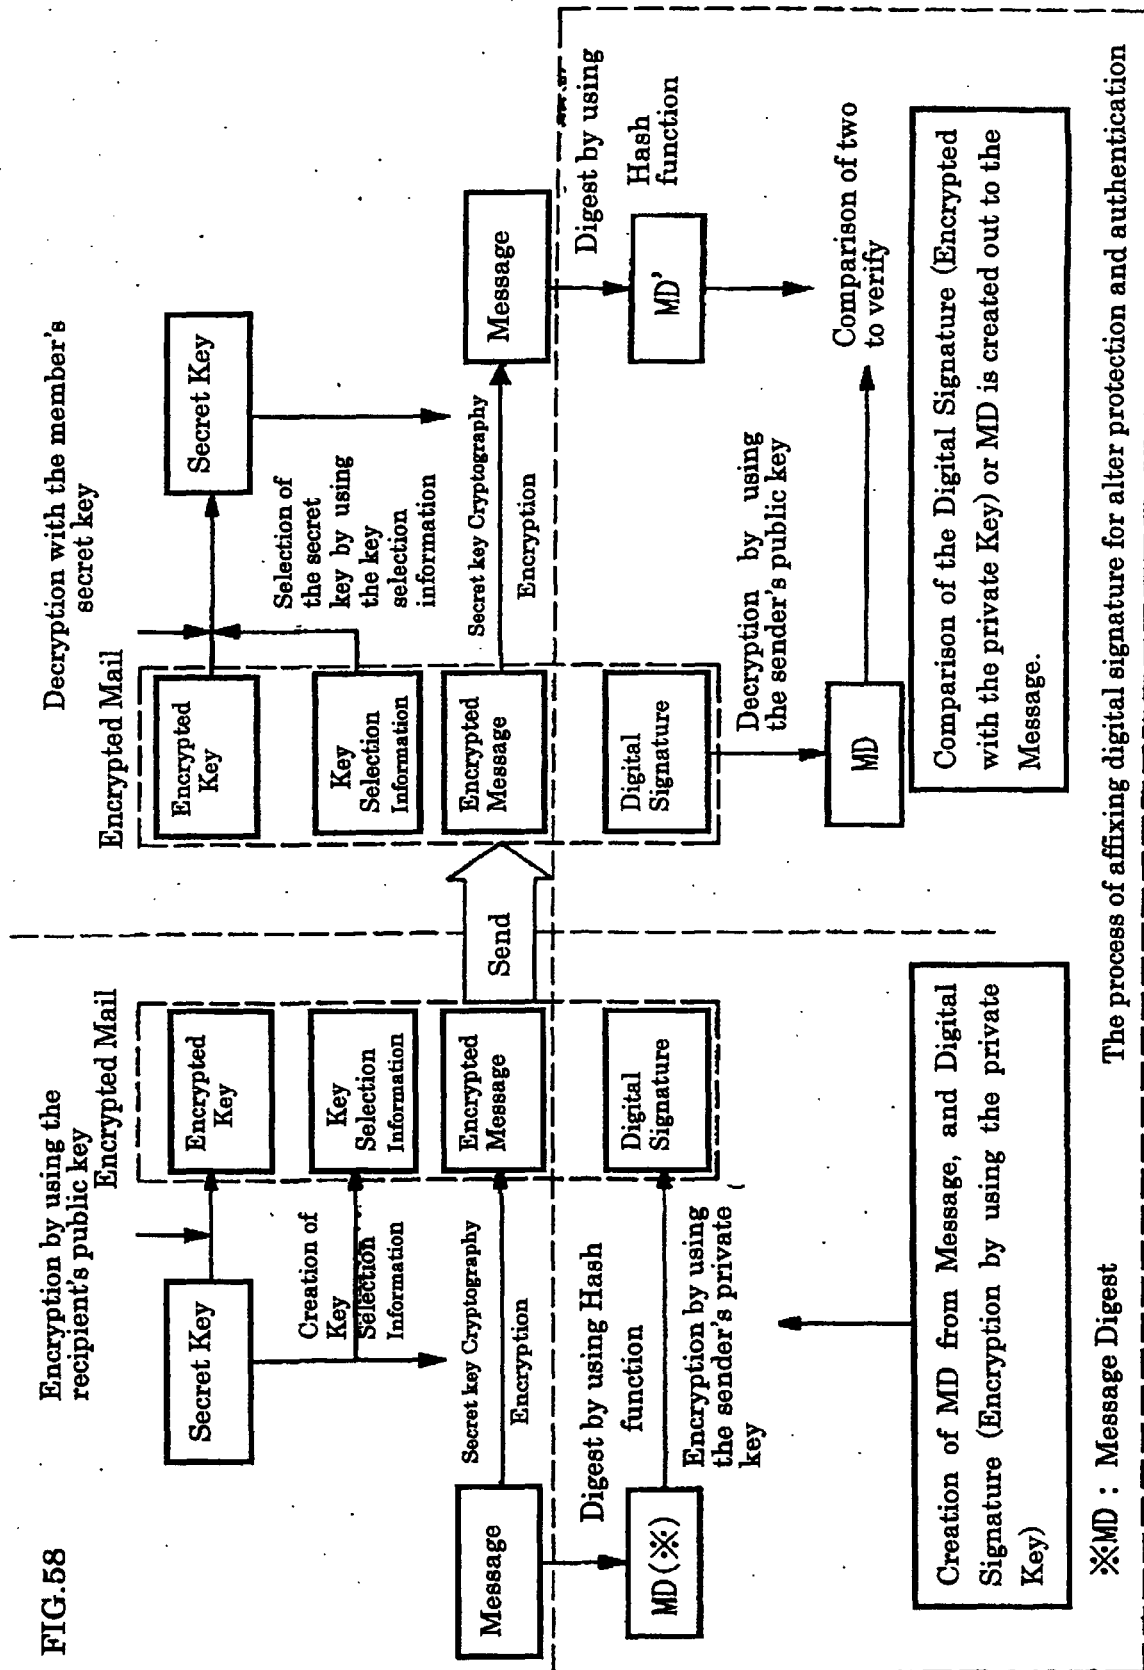 FIG.58
Encryption by using the
recipient's public key
Encrypted Mail
Secret Key
Encrypted
Key
Creation of
Key
Selection
Information
Key
Selection
Information
Secret key Cryptography
Encryption
Message
Encrypted
Message
Send
Digest by using Hash
function
MD(※)
Encryption by using
the sender's private
key
Digital
Signature
Creation of MD from Message, and Digital
Signature (Encryption by using the private
Key)
※MD : Message Digest
Decryption with the member's
secret key
Encrypted Mail
Encrypted
Key
Secret Key
Key
Selection
Information
Selection of
the secret
key by using
the key
selection
information
Encrypted
Message
Secret key Cryptography
Encryption
Message
Digest by using
Hash
function
MD'
Digital
Signature
Decryption by using
the sender's public key
MD
Comparison of two
to verify
Comparison of the Digital Signature (Encrypted
with the private Key) or MD is created out to the
Message.
The process of affixing digital signature for alter protection and authentication